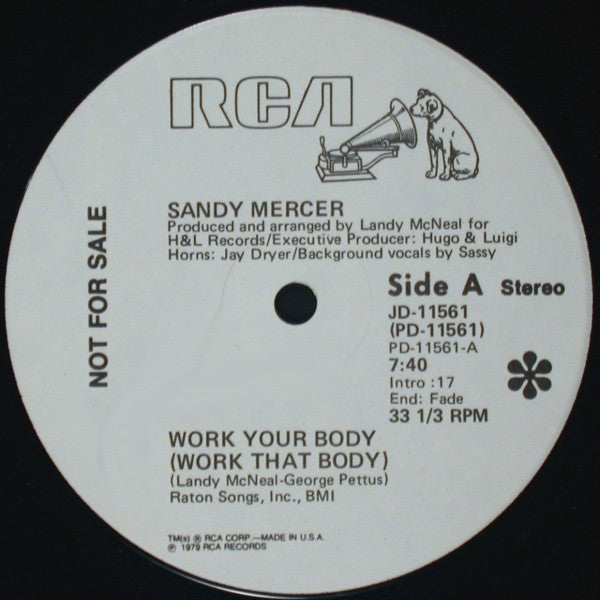 RCA
SANDY MERCER
Produced and arranged by Landy McNeal for
H&L Records/Executive Producer: Hugo & Luigi
Horns: Jay Dryer/Background vocals by Sassy
NOT FOR SALE
Side A Stereo
JD-11561
(PD-11561)
PD-11561-A
7:40
Intro :17
End: Fade
33 1/3 RPM
WORK YOUR BODY
(WORK THAT BODY)
(Landy McNeal-George Pettus)
Raton Songs, Inc., BMI
TM(s) ® RCA CORP.—MADE IN U.S.A.
℗ 1979 RCA RECORDS